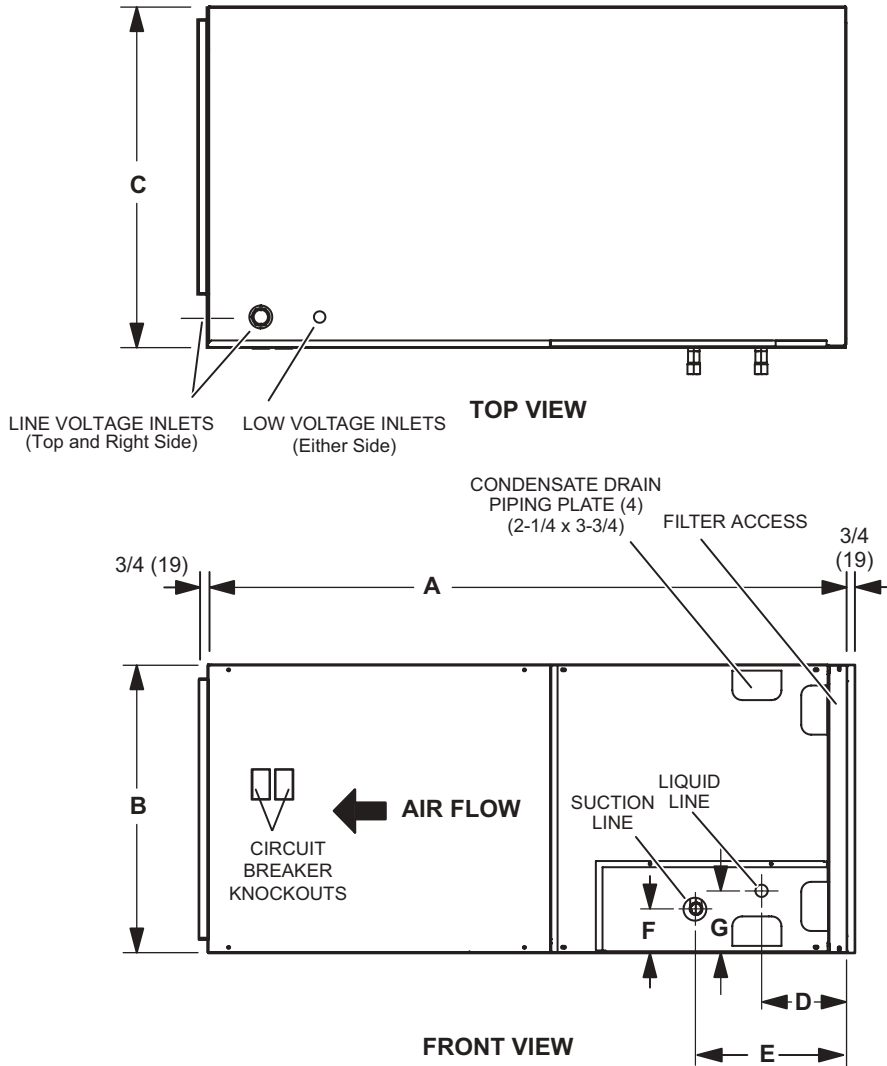 C
LINE VOLTAGE INLETS
(Top and Right Side)
LOW VOLTAGE INLETS
(Either Side)
TOP VIEW
CONDENSATE DRAIN
PIPING PLATE (4)
(2-1/4 x 3-3/4)
FILTER ACCESS
3/4
(19)
3/4 (19)
A
B
AIR FLOW
CIRCUIT
BREAKER
KNOCKOUTS
SUCTION
LINE
LIQUID
LINE
F
G
D
E
FRONT VIEW